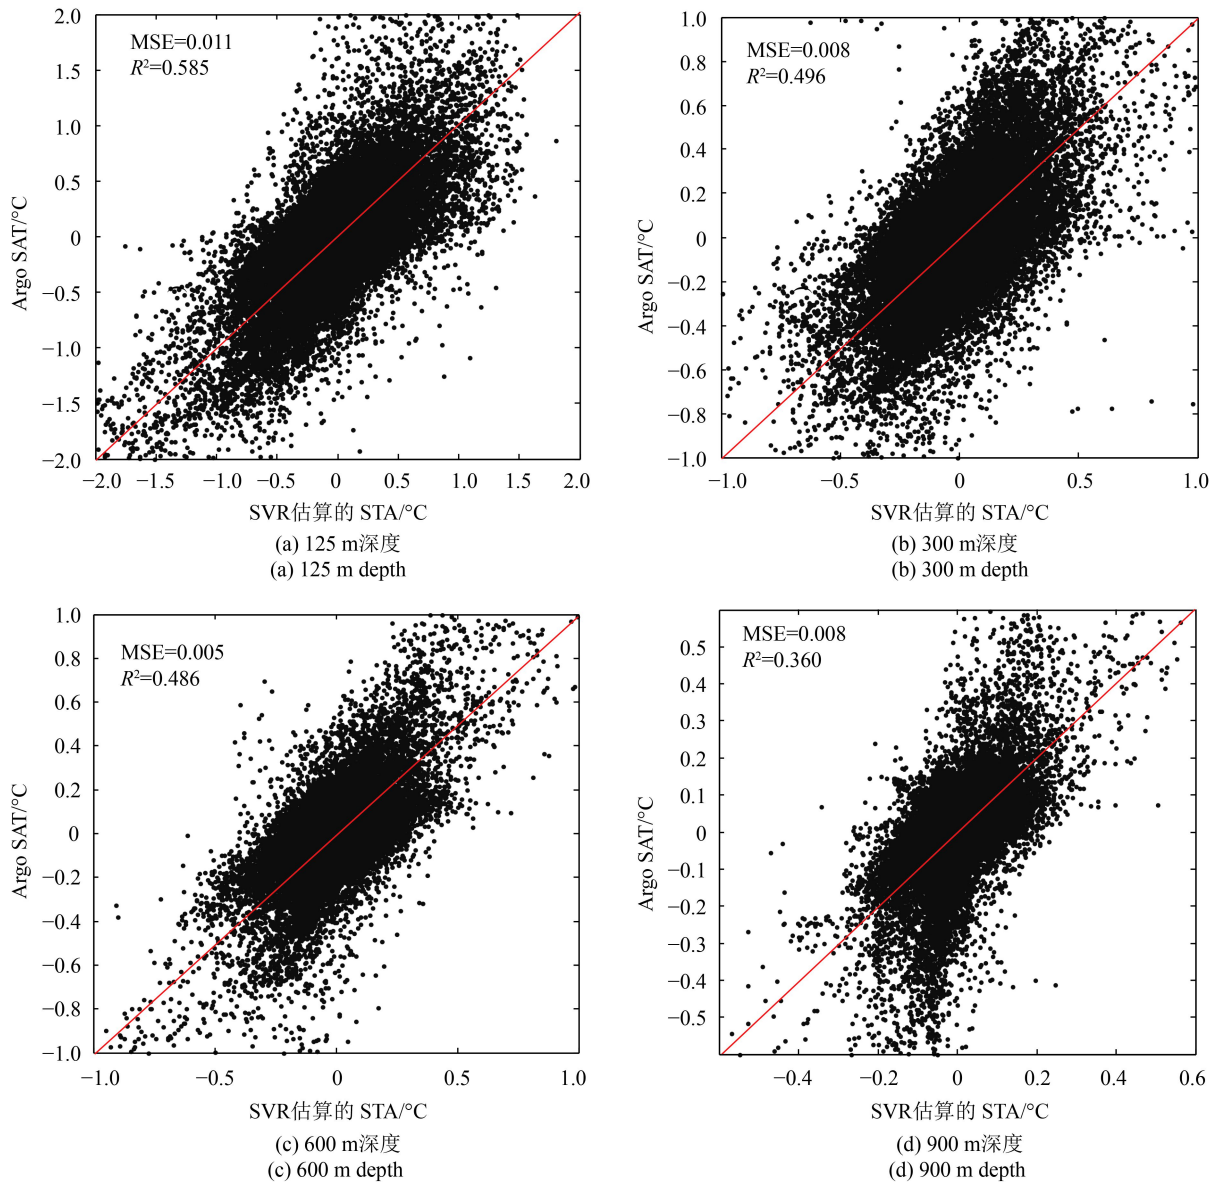 MSE=0.011
R²=0.585
2.0
1.5
1.0
0.5
0
−0.5
−1.0
−1.5
−2.0
Argo SAT/°C
−2.0 −1.5 −1.0 −0.5 0 0.5 1.0 1.5 2.0
SVR估算的 STA/°C
(a) 125 m深度
(a) 125 m depth
MSE=0.008
R²=0.496
1.0
0.8
0.6
0.4
0.2
0
−0.2
−0.4
−0.6
−0.8
−1.0
Argo SAT/°C
−1.0 −0.5 0 0.5 1.0
SVR估算的 STA/°C
(b) 300 m深度
(b) 300 m depth
MSE=0.005
R²=0.486
1.0
0.8
0.6
0.4
0.2
0
−0.2
−0.4
−0.6
−0.8
−1.0
Argo SAT/°C
−1.0 −0.5 0 0.5 1.0
SVR估算的 STA/°C
(c) 600 m深度
(c) 600 m depth
MSE=0.008
R²=0.360
0.5
0.4
0.3
0.2
0.1
0
−0.1
−0.2
−0.3
−0.4
−0.5
Argo SAT/°C
−0.4 −0.2 0 0.2 0.4 0.6
SVR估算的 STA/°C
(d) 900 m深度
(d) 900 m depth